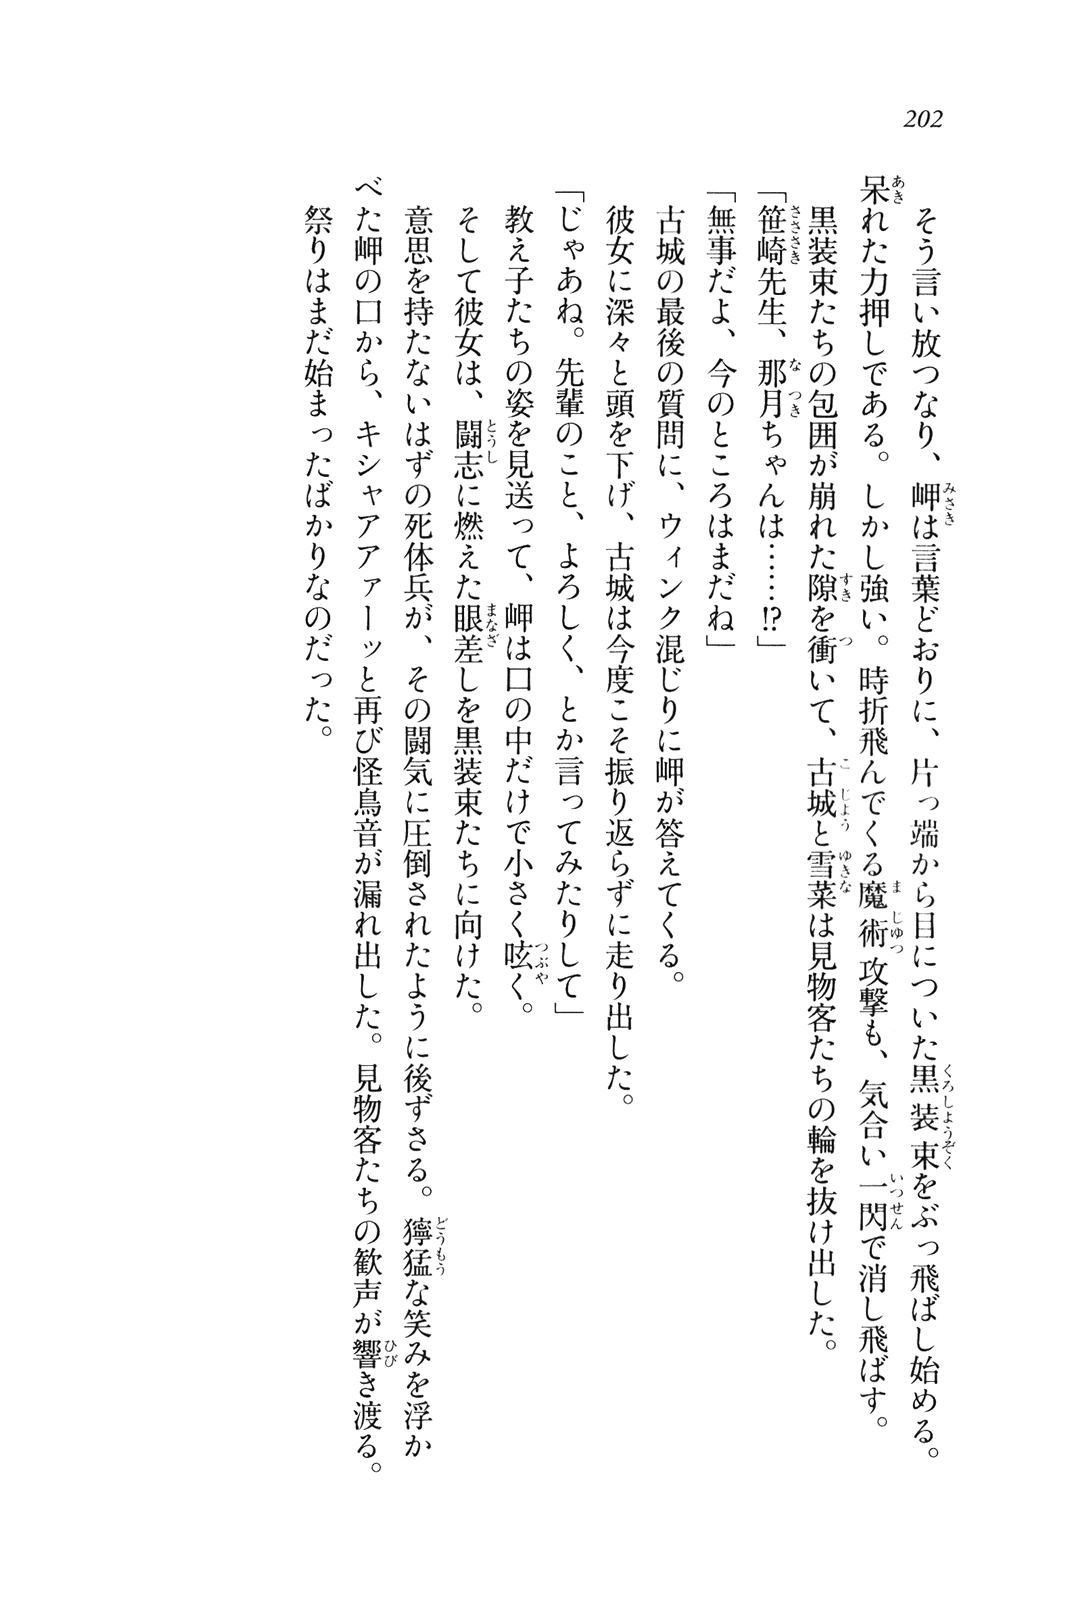 202
そう言い放つなり、岬は言葉どおりに、片っ端から目についた黒装束をぶっ飛ばし始める。
呆れた力押しである。しかし強い。時折飛んでくる魔術攻撃も、気合い一閃で消し飛ばす。
黒装束たちの包囲が崩れた隙を衝いて、古城と雪菜は見物客たちの輪を抜け出した。
「笹崎先生、那月ちゃんは……!?」
「無事だよ、今のところはまだね」
古城の最後の質問に、ウィンク混じりに岬が答えてくる。
彼女に深々と頭を下げ、古城は今度こそ振り返らずに走り出した。
「じゃあね。先輩のこと、よろしく、とか言ってみたりして」
教え子たちの姿を見送って、岬は口の中だけで小さく呟く。
そして彼女は、闘志に燃えた眼差しを黒装束たちに向けた。
意思を持たないはずの死体兵が、その闘気に圧倒されたように後ずさる。獰猛な笑みを浮か
べた岬の口から、キシャアアァーッと再び怪鳥音が漏れ出した。見物客たちの歓声が響き渡る。
祭りはまだ始まったばかりなのだった。